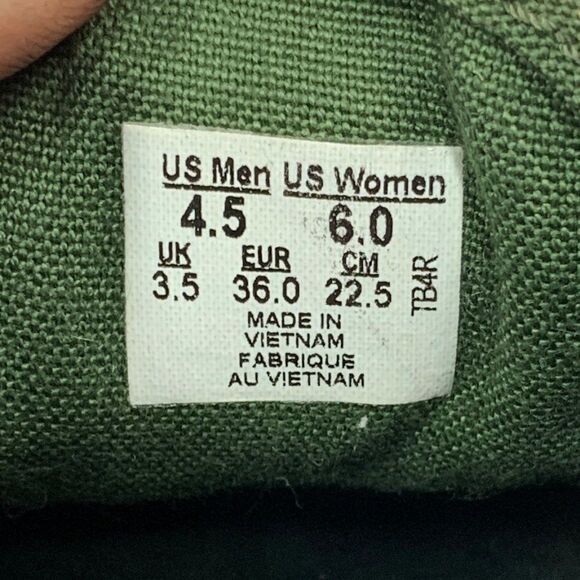 US Men US Women
4.5 6.0
UK EUR CM
3.5 36.0 22.5
MADE IN
VIETNAM
FABRIQUE
AU VIETNAM
TB4R